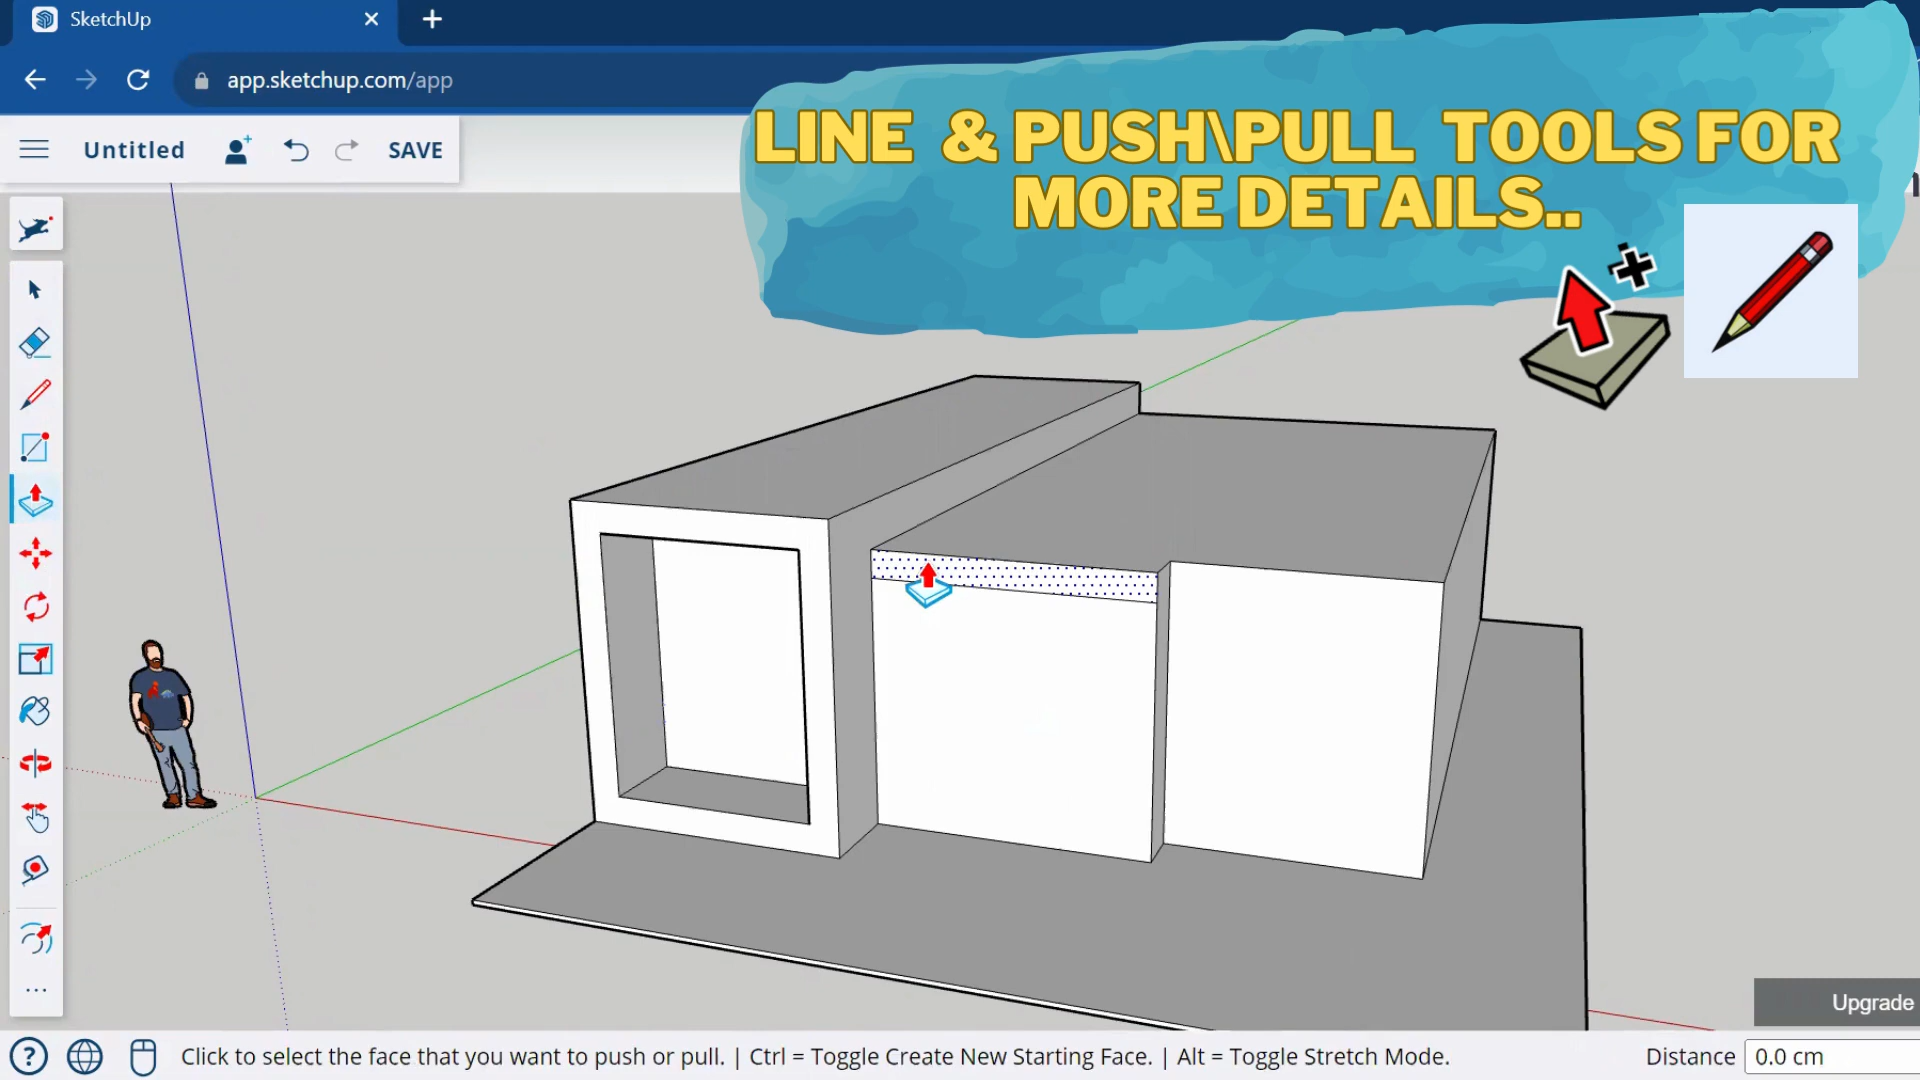 SketchUp
app.sketchup.com/app
LINE & PUSH\PULL TOOLS FOR
MORE DETAILS..
Untitled
SAVE
Upgrade
Click to select the face that you want to push or pull. | Ctrl = Toggle Create New Starting Face. | Alt = Toggle Stretch Mode.
Distance 0.0 cm